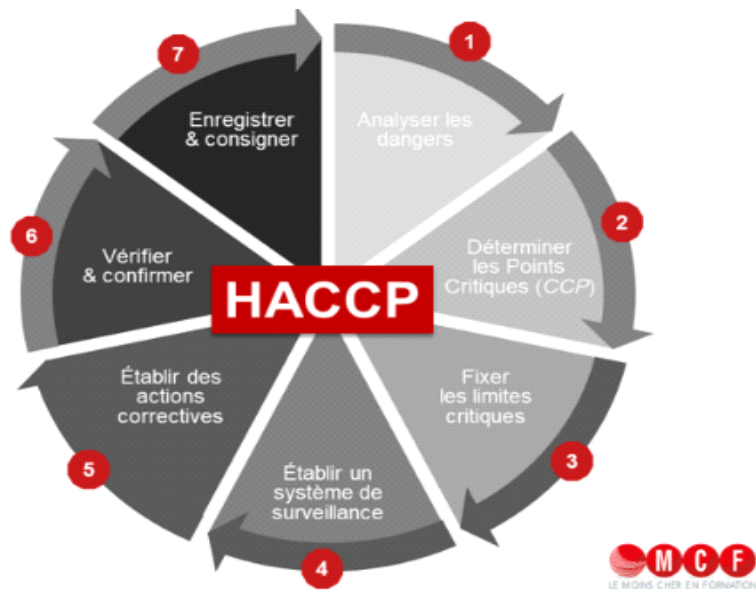 1
Analyser les
dangers
2
Déterminer
les Points
Critiques (CCP)
3
Fixer
les limites
critiques
4
Établir un
système de
surveillance
5
Établir des
actions
correctives
6
Vérifier
& confirmer
7
Enregistrer
& consigner
HACCP
MCF
LE MOINS CHER EN FORMATION